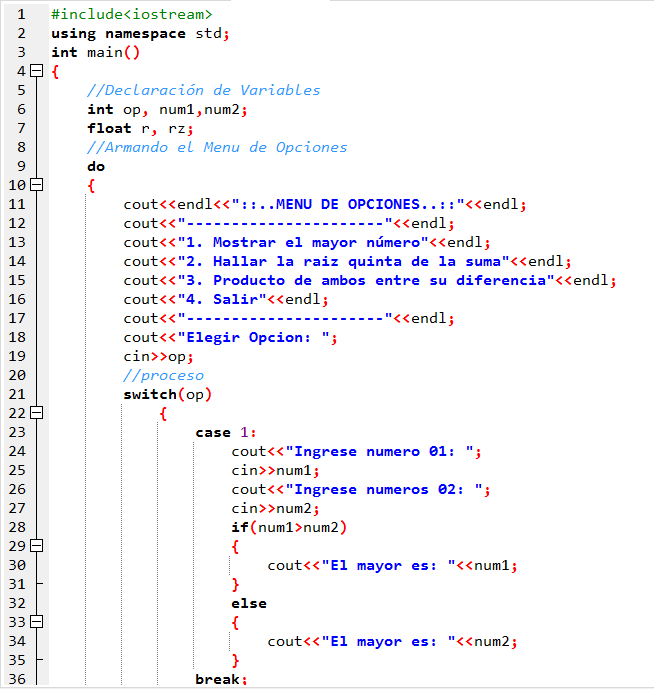 1 #include<iostream>
2 using namespace std;
3 int main()
4 {
5 //Declaración de Variables
6 int op, num1,num2;
7 float r, rz;
8 //Armando el Menu de Opciones
9 do
10 {
11 cout<<endl<<"::..MENU DE OPCIONES..::"<<endl;
12 cout<<"----------------------"<<endl;
13 cout<<"1. Mostrar el mayor número"<<endl;
14 cout<<"2. Hallar la raiz quinta de la suma"<<endl;
15 cout<<"3. Producto de ambos entre su diferencia"<<endl;
16 cout<<"4. Salir"<<endl;
17 cout<<"----------------------"<<endl;
18 cout<<"Elegir Opcion: ";
19 cin>>op;
20 //proceso
21 switch(op)
22 {
23 case 1:
24 cout<<"Ingrese numero 01: ";
25 cin>>num1;
26 cout<<"Ingrese numeros 02: ";
27 cin>>num2;
28 if(num1>num2)
29 {
30 cout<<"El mayor es: "<<num1;
31 }
32 else
33 {
34 cout<<"El mayor es: "<<num2;
35 }
36 break;